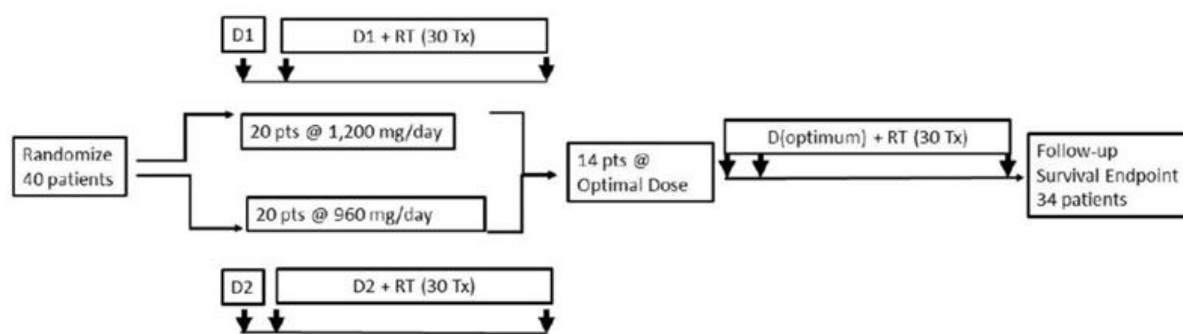 D1
D1 + RT (30 Tx)
20 pts @ 1,200 mg/day
Randomize
40 patients
20 pts @ 960 mg/day
D2
D2 + RT (30 Tx)
14 pts @
Optimal Dose
D(optimum) + RT (30 Tx)
Follow-up
Survival Endpoint
34 patients